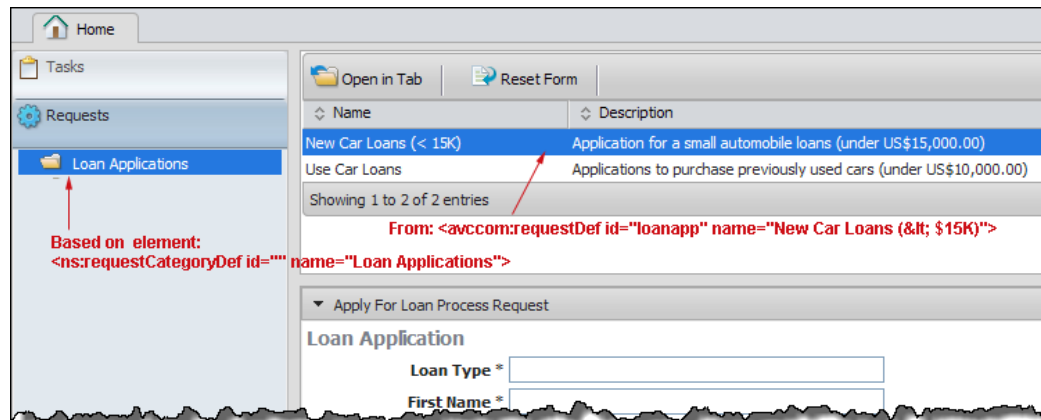 Home
Tasks
Requests
Loan Applications
Based on element:
<ns:requestCategoryDef id="" name="Loan Applications">
Open in Tab
Reset Form
Name
Description
New Car Loans (< 15K)
Application for a small automobile loans (under US$15,000.00)
Use Car Loans
Applications to purchase previously used cars (under US$10,000.00)
Showing 1 to 2 of 2 entries
From: <avccom:requestDef id="loanapp" name="New Car Loans (&lt; $15K)">
Apply For Loan Process Request
Loan Application
Loan Type *
First Name *